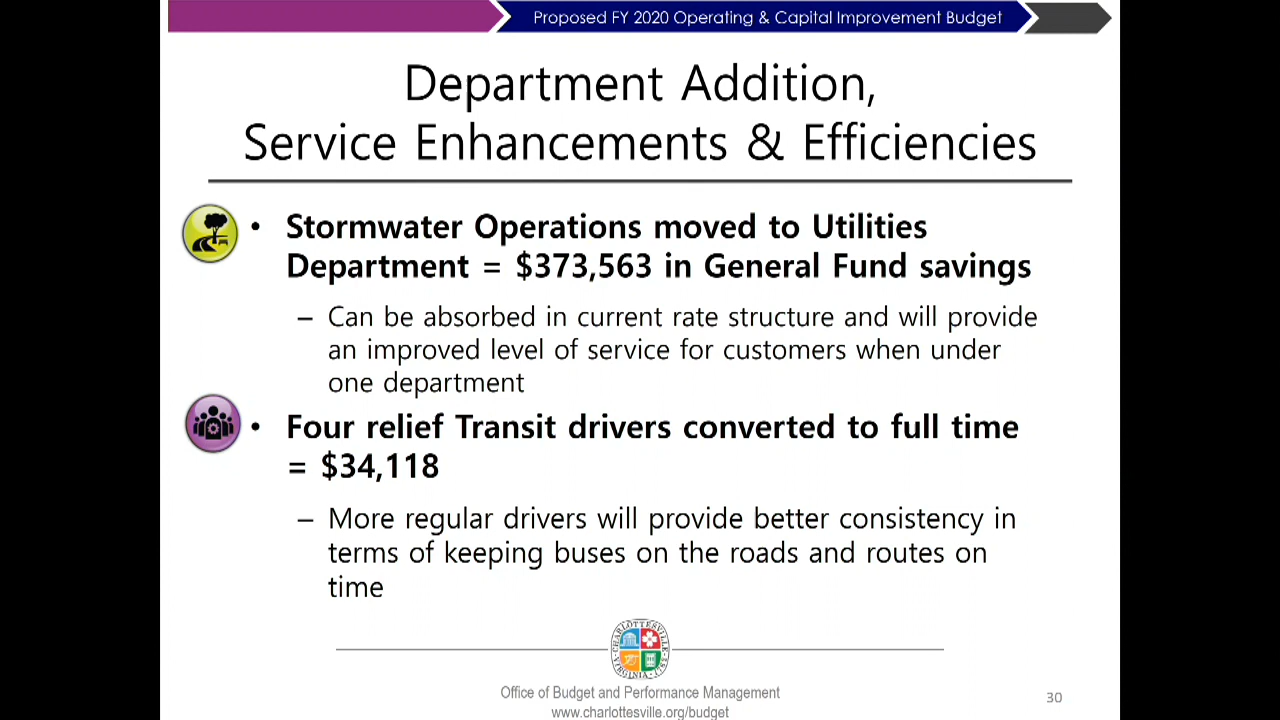 Proposed FY 2020 Operating & Capital Improvement Budget
Department Addition,
Service Enhancements & Efficiencies
• Stormwater Operations moved to Utilities
Department = $373,563 in General Fund savings
– Can be absorbed in current rate structure and will provide
an improved level of service for customers when under
one department
• Four relief Transit drivers converted to full time
= $34,118
– More regular drivers will provide better consistency in
terms of keeping buses on the roads and routes on
time
CHARLOTTESVILLE
VIRGINIA 1762
Office of Budget and Performance Management
www.charlottesville.org/budget
30